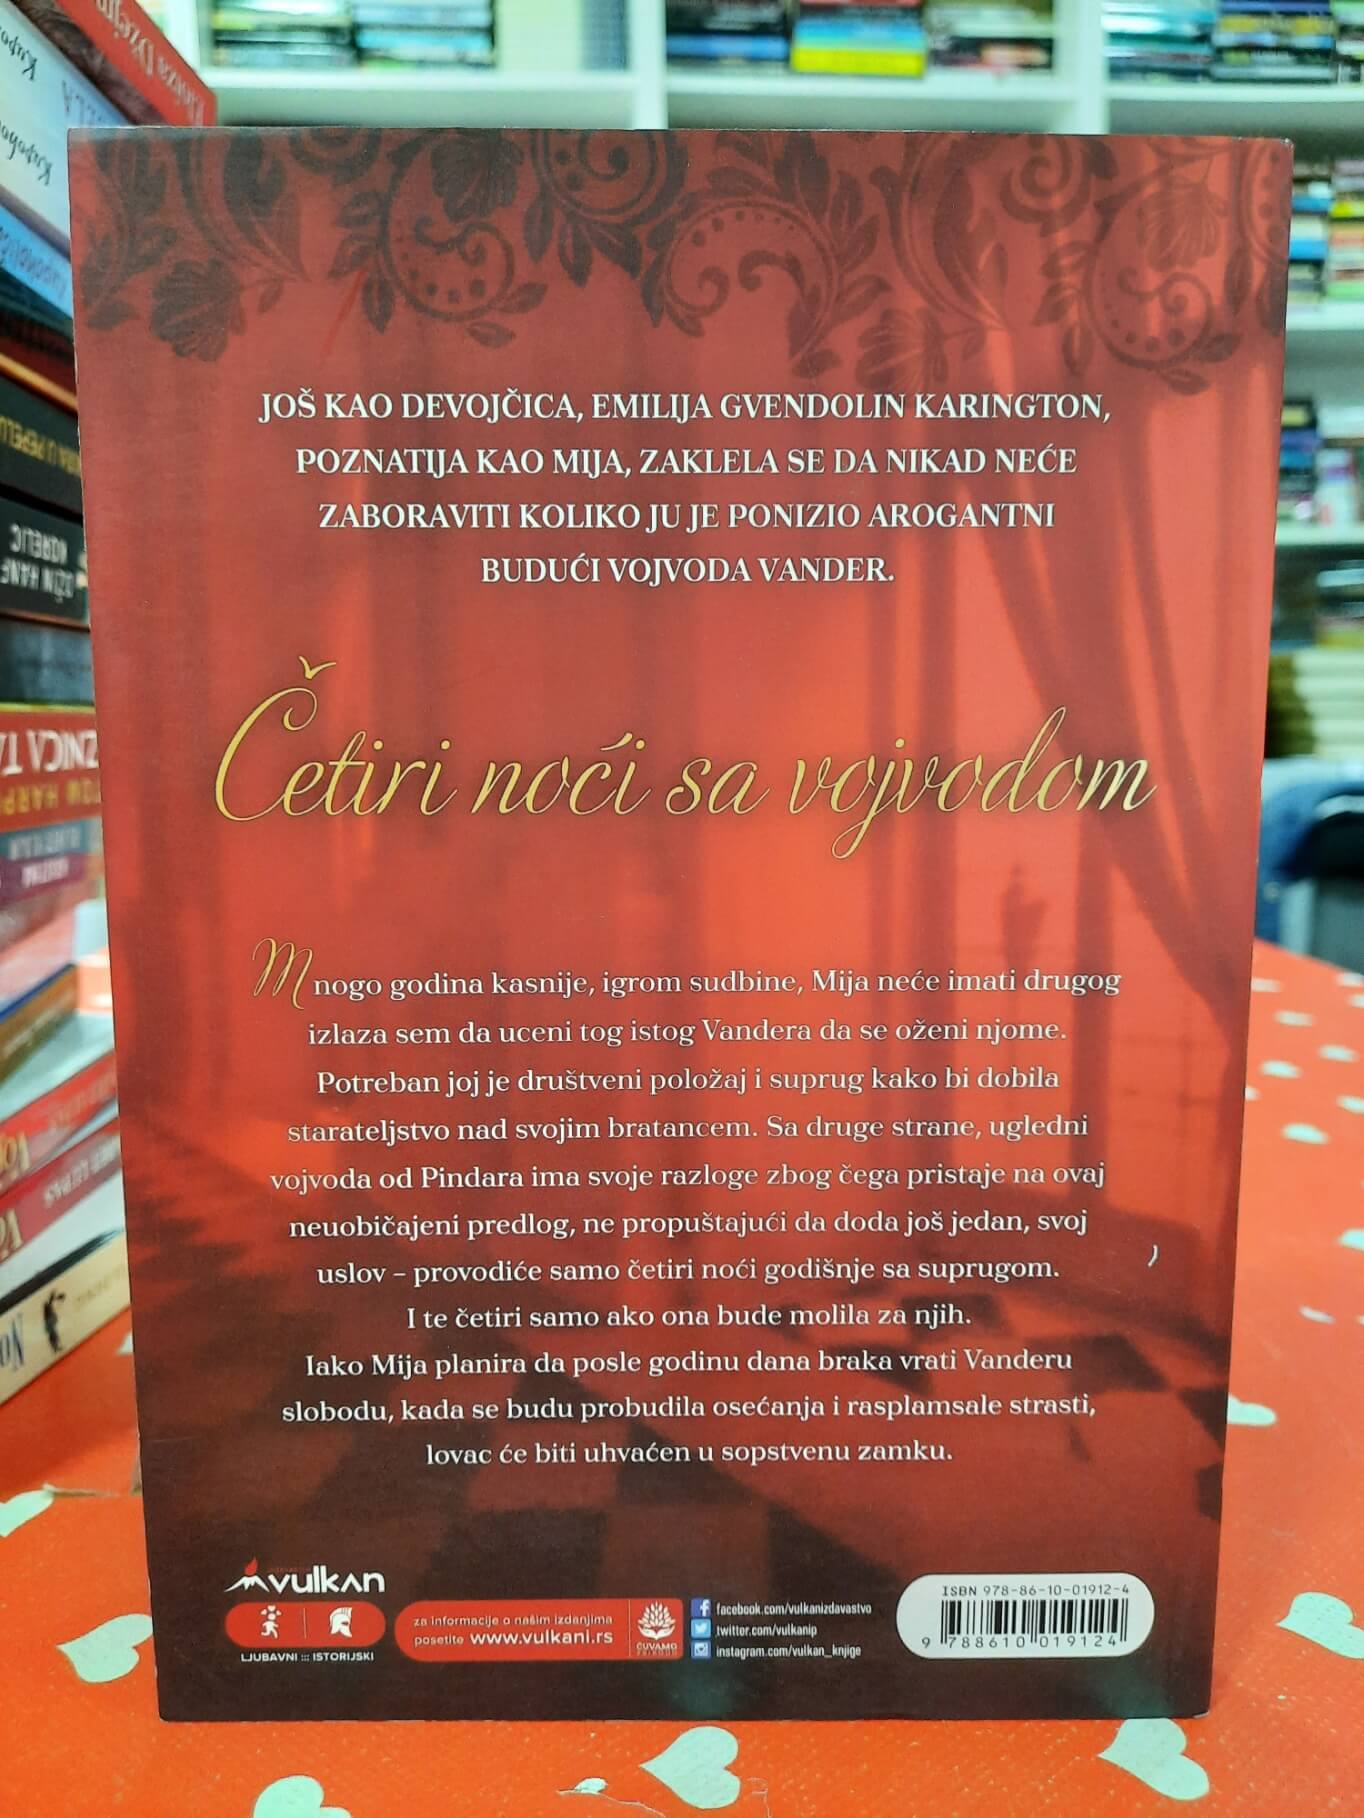 JOŠ KAO DEVOJČICA, EMILIJA GVENDOLIN KARINGTON,
POZNATIJA KAO MIJA, ZAKLELA SE DA NIKAD NEĆE
ZABORAVITI KOLIKO JU JE PONIZIO AROGANTNI
BUDUĆI VOJVODA VANDER.
Četiri noći sa vojvodom
Mnogo godina kasnije, igrom sudbine, Mija neće imati drugog
izlaza sem da uceni tog istog Vandera da se oženi njome.
Potreban joj je društveni položaj i suprug kako bi dobila
starateljstvo nad svojim bratancem. Sa druge strane, ugledni
vojvoda od Pindara ima svoje razloge zbog čega pristaje na ovaj
neuobičajeni predlog, ne propuštajući da doda još jedan, svoj
uslov – provodiće samo četiri noći godišnje sa suprugom.
I te četiri samo ako ona bude molila za njih.
Iako Mija planira da posle godinu dana braka vrati Vanderu
slobodu, kada se budu probudila osećanja i rasplamsale strasti,
lovac će biti uhvaćen u sopstvenu zamku.
vulkan
LJUBAVNI ::: ISTORIJSKI
za informacije o našim izdanjima
posetite www.vulkani.rs
ČUVAMO
PRIRODU
facebook.com/vulkanizdavastvo
twitter.com/vulkanip
instagram.com/vulkan_knjige
ISBN 978-86-10-01912-4
9 788610 019124
KORELIC